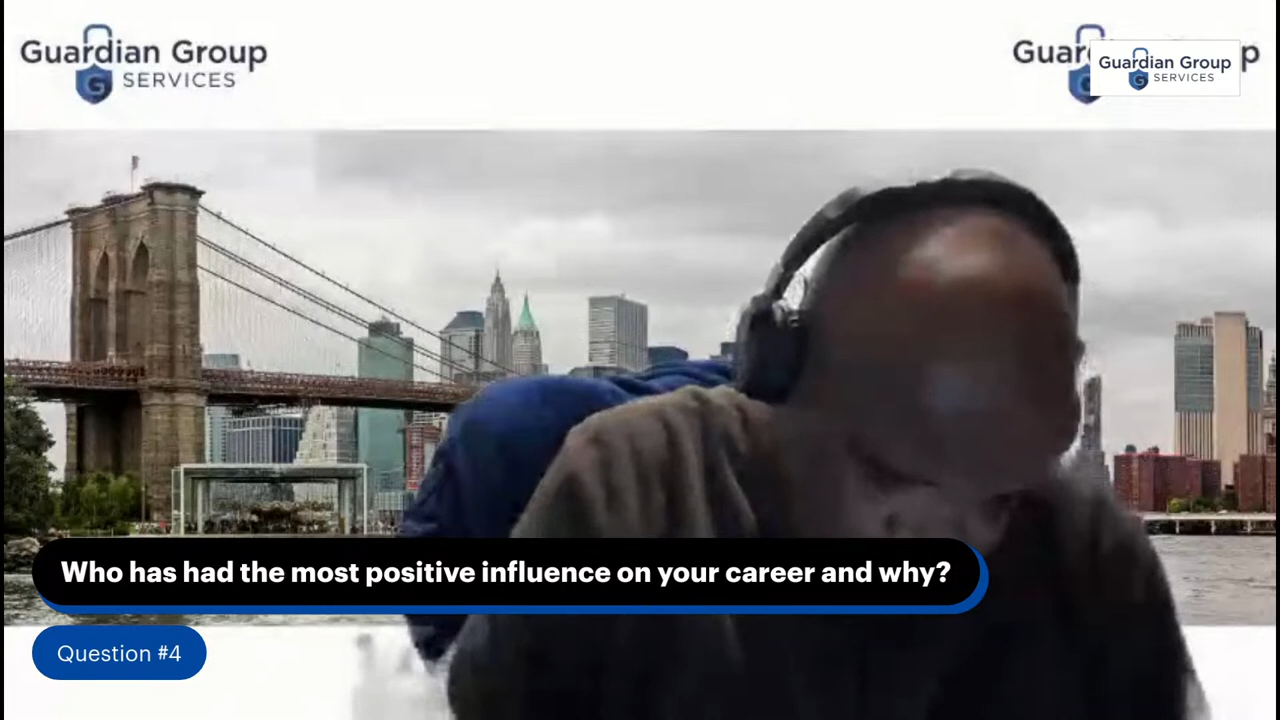 Guardian Group
SERVICES
Guar
p
Guardian Group
SERVICES
Who has had the most positive influence on your career and why?
Question #4